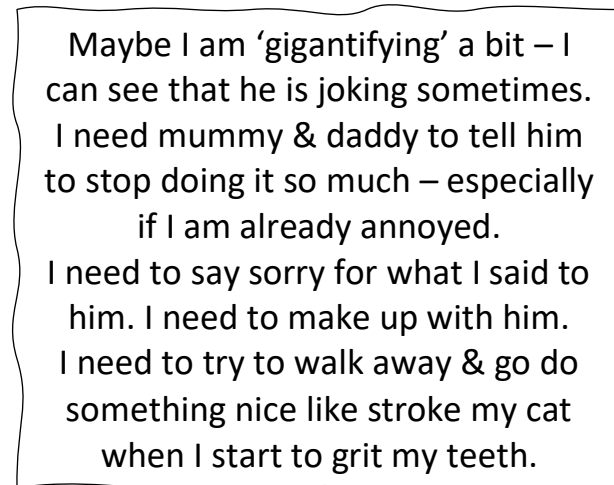 Maybe I am ‘gigantifying’ a bit – I
can see that he is joking sometimes.
I need mummy & daddy to tell him
to stop doing it so much – especially
if I am already annoyed.
I need to say sorry for what I said to
him. I need to make up with him.
I need to try to walk away & go do
something nice like stroke my cat
when I start to grit my teeth.